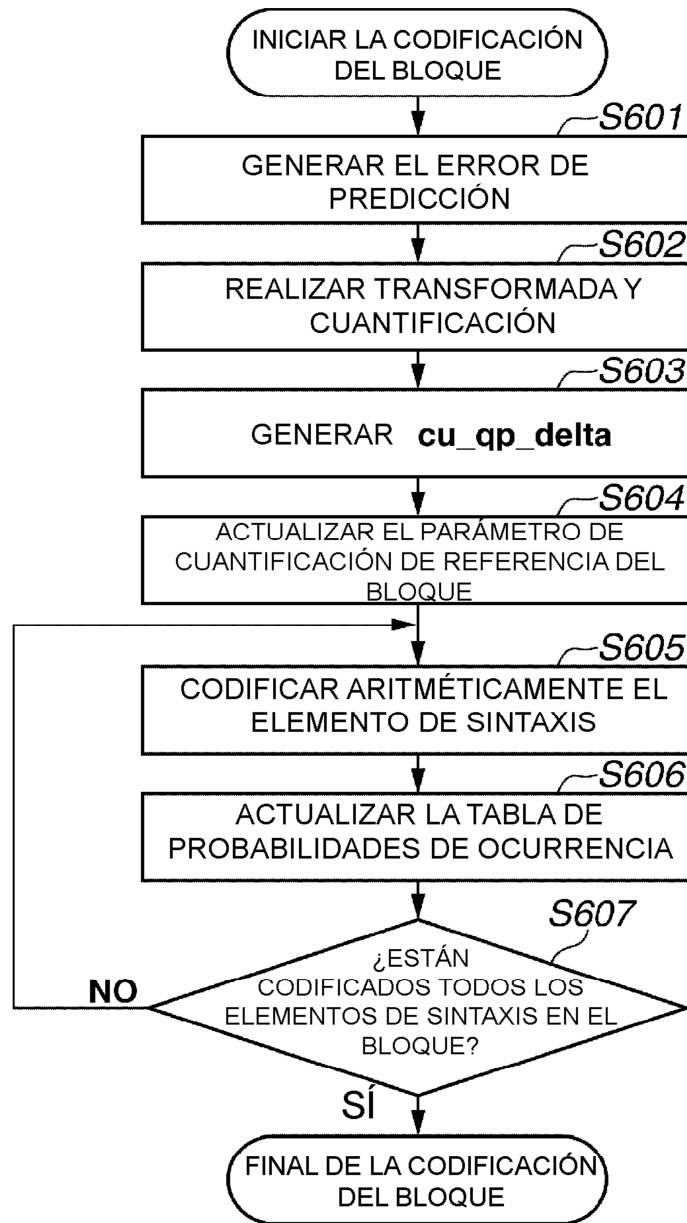 INICIAR LA CODIFICACIÓN
DEL BLOQUE
S601
GENERAR EL ERROR DE
PREDICCIÓN
S602
REALIZAR TRANSFORMADA Y
CUANTIFICACIÓN
S603
GENERAR cu_qp_delta
S604
ACTUALIZAR EL PARÁMETRO DE
CUANTIFICACIÓN DE REFERENCIA DEL
BLOQUE
S605
CODIFICAR ARITMÉTICAMENTE EL
ELEMENTO DE SINTAXIS
S606
ACTUALIZAR LA TABLA DE
PROBABILIDADES DE OCURRENCIA
S607
¿ESTÁN
CODIFICADOS TODOS LOS
ELEMENTOS DE SINTAXIS EN EL
BLOQUE?
NO
SÍ
FINAL DE LA CODIFICACIÓN
DEL BLOQUE